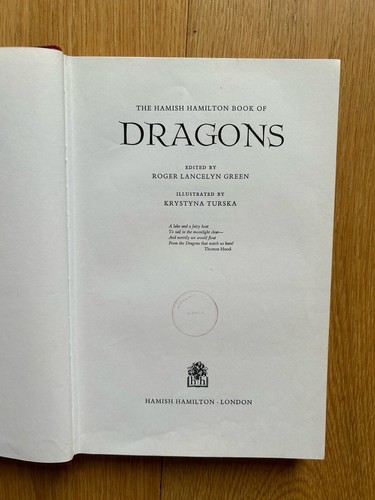 THE HAMISH HAMILTON BOOK OF
DRAGONS
EDITED BY
ROGER LANCELYN GREEN
ILLUSTRATED BY
KRYSTYNA TURSKA
A lake and a fairy boat
To sail in the moonlight clear—
And merrily we would float
From the Dragons that watch us here!
Thomas Hood
hh
HAMISH HAMILTON · LONDON